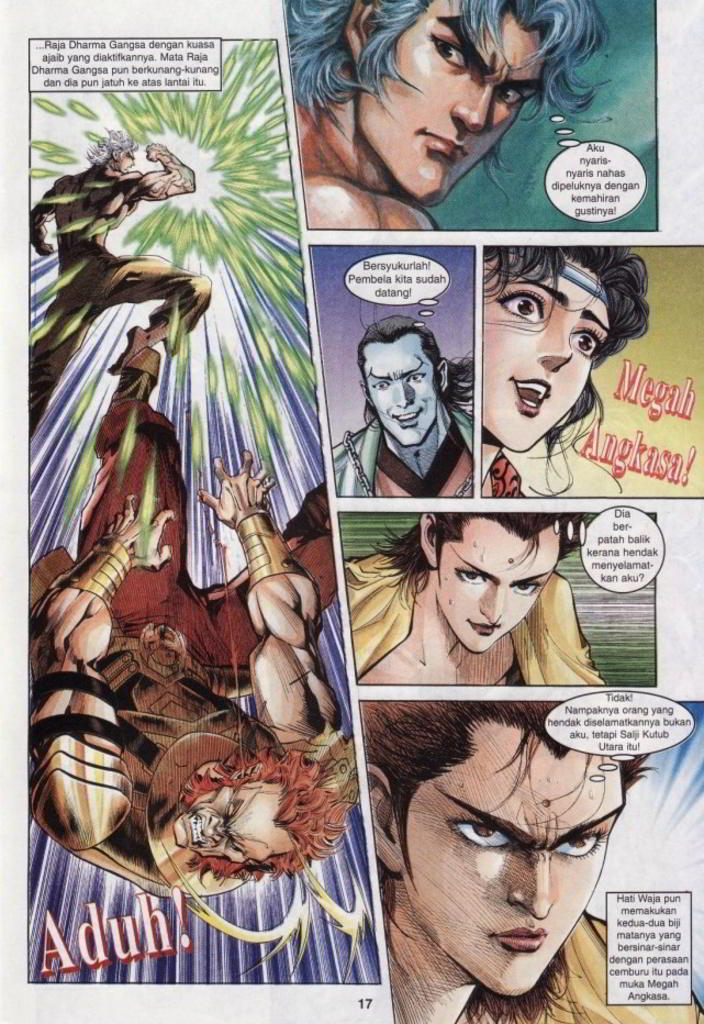 ...Raja Dharma Gangsa dengan kuasa
ajaib yang diaktifkannya. Mata Raja
Dharma Gangsa pun berkunang-kunang
dan dia pun jatuh ke atas lantai itu.
Aku
nyaris-
nyaris nahas
dipeluknya dengan
kemahiran
gustinya!
Bersyukurlah!
Pembela kita sudah
datang!
Megah
Angkasa!
Dia
ber-
patah balik
kerana hendak
menyelamat-
kan aku?
Tidak!
Nampaknya orang yang
hendak diselamatkannya bukan
aku, tetapi Salji Kutub
Utara itu!
Aduh!
Hati Waja pun
memakukan
kedua-dua biji
matanya yang
bersinar-sinar
dengan perasaan
cemburu itu pada
muka Megah
Angkasa.
17